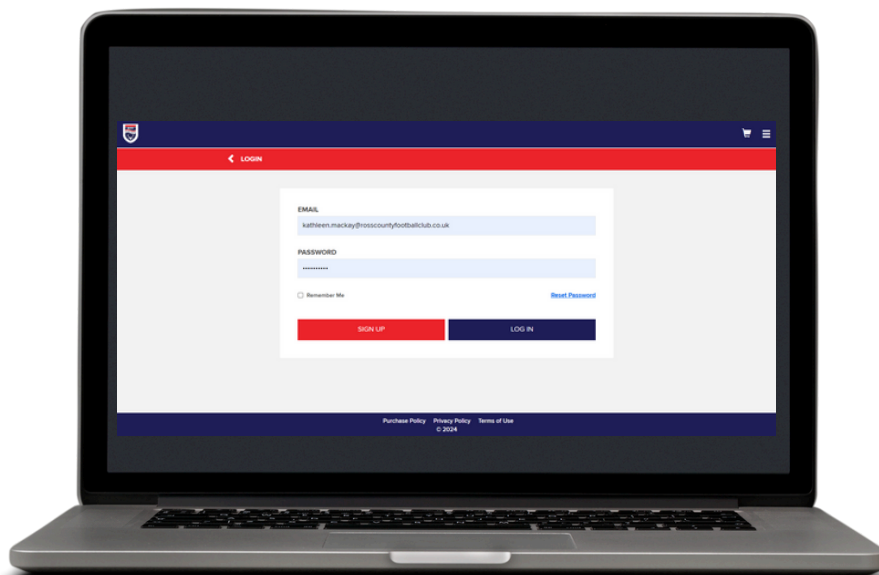 LOGIN
EMAIL
kathleen.mackay@rosscountyfootballclub.co.uk
PASSWORD
••••••••••
Remember Me Reset Password
SIGN UP LOG IN
Purchase Policy Privacy Policy Terms of Use
© 2024